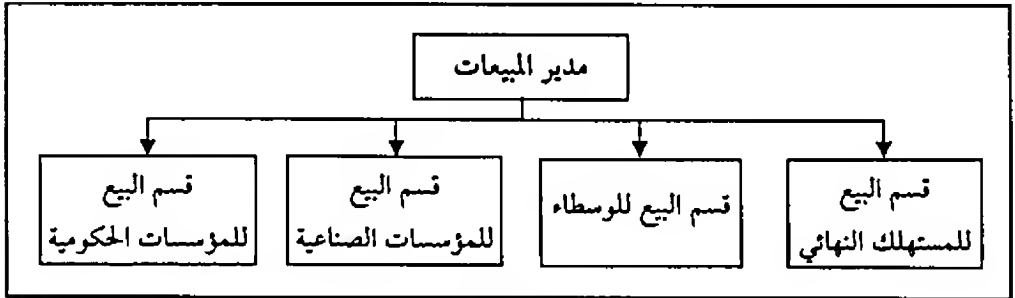 مدير المبيعات
قسم البيع
للمستهلك النهائي
قسم البيع للوسطاء
قسم البيع
للمؤسسات الصناعية
قسم البيع
للمؤسسات الحكومية